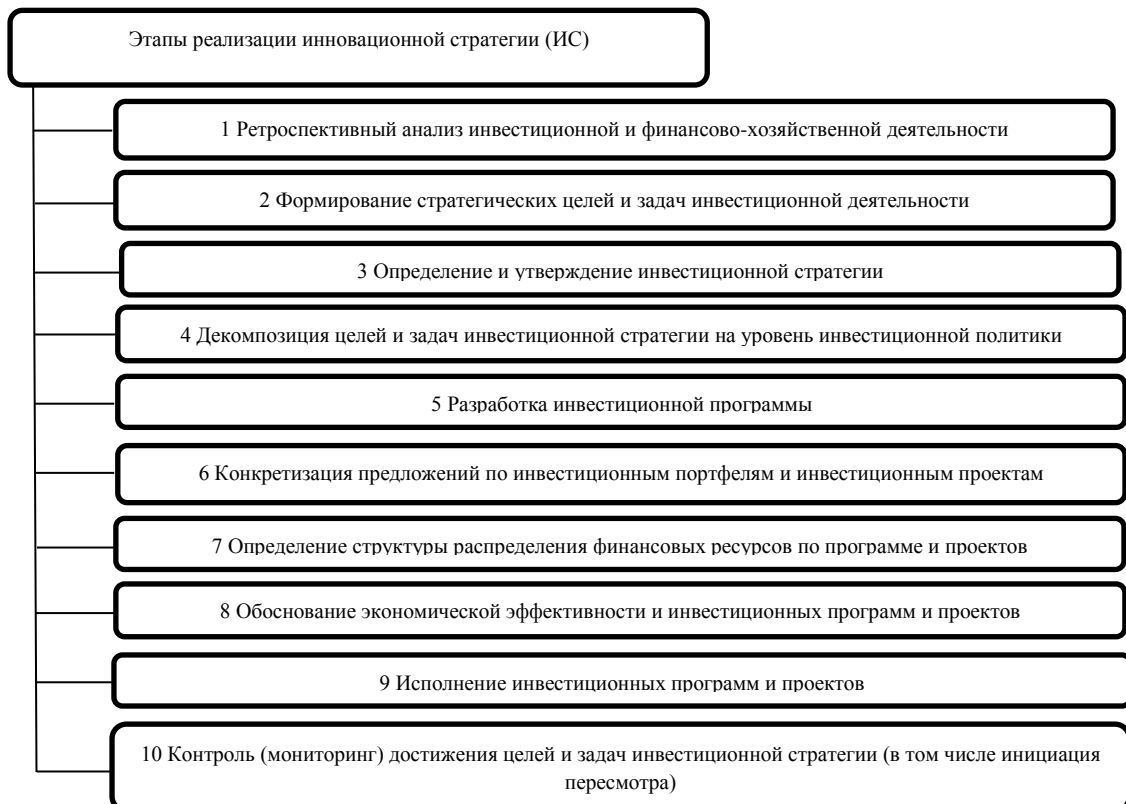 Этапы реализации инновационной стратегии (ИС)
1 Ретроспективный анализ инвестиционной и финансово-хозяйственной деятельности
2 Формирование стратегических целей и задач инвестиционной деятельности
3 Определение и утверждение инвестиционной стратегии
4 Декомпозиция целей и задач инвестиционной стратегии на уровень инвестиционной политики
5 Разработка инвестиционной программы
6 Конкретизация предложений по инвестиционным портфелям и инвестиционным проектам
7 Определение структуры распределения финансовых ресурсов по программе и проектов
8 Обоснование экономической эффективности и инвестиционных программ и проектов
9 Исполнение инвестиционных программ и проектов
10 Контроль (мониторинг) достижения целей и задач инвестиционной стратегии (в том числе инициация
пересмотра)